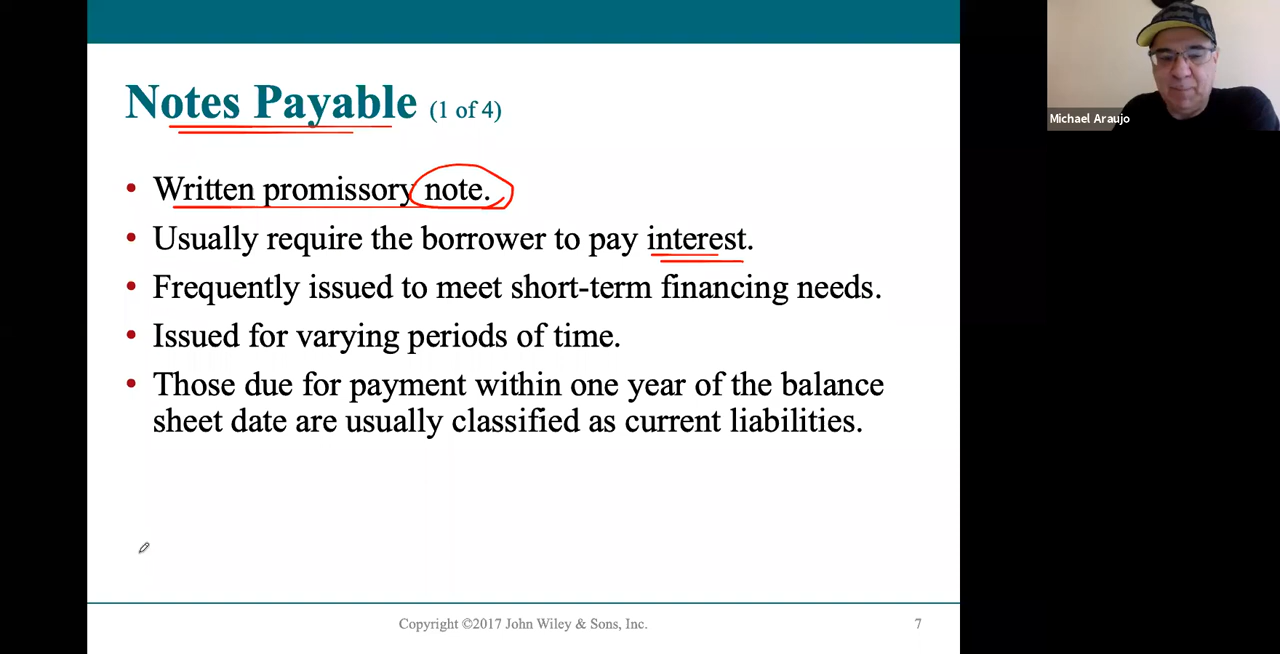 Notes Payable (1 of 4)
• Written promissory note.
• Usually require the borrower to pay interest.
• Frequently issued to meet short-term financing needs.
• Issued for varying periods of time.
• Those due for payment within one year of the balance
sheet date are usually classified as current liabilities.
Copyright ©2017 John Wiley & Sons, Inc.
7
Michael Araujo